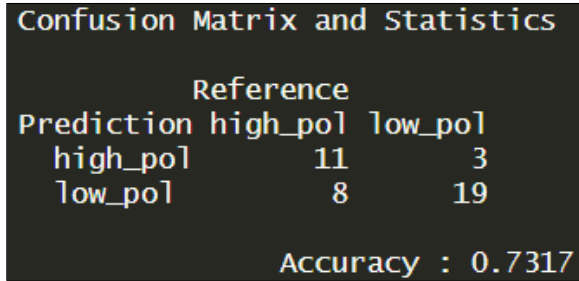 Confusion Matrix and Statistics
Reference
Prediction high_pol low_pol
high_pol 11 3
low_pol 8 19
Accuracy : 0.7317